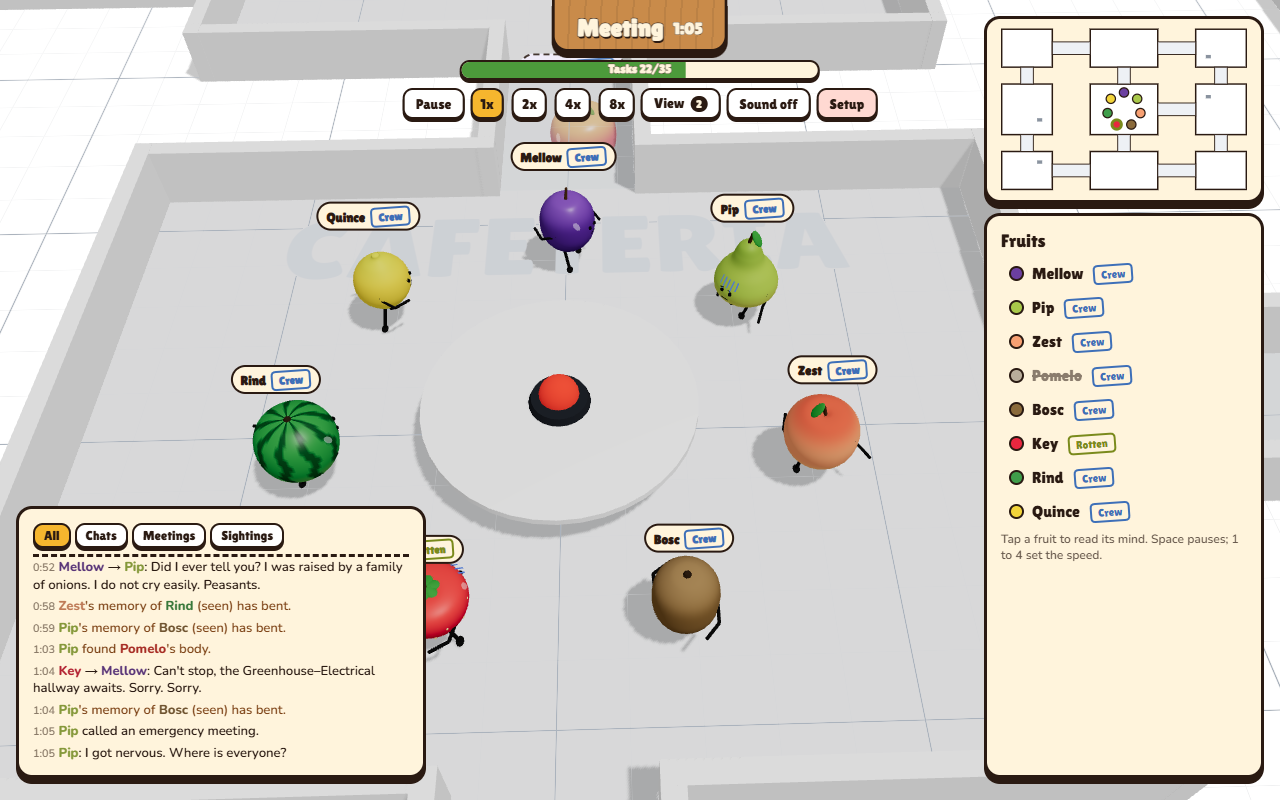 Meeting 1:05
Tasks 22/35
Pause 1x 2x 4x 8x View 2 Sound off Setup
Mellow Crew
Quince Crew
Pip Crew
CAFETERIA
Rind Crew
Zest Crew
Bosc Crew
All Chats Meetings Sightings
0:52 Mellow → Pip: Did I ever tell you? I was raised by a family
of onions. I do not cry easily. Peasants.
0:58 Zest's memory of Rind (seen) has bent.
0:59 Pip's memory of Bosc (seen) has bent.
1:03 Pip found Pomelo's body.
1:04 Key → Mellow: Can't stop, the Greenhouse–Electrical
hallway awaits. Sorry. Sorry.
1:04 Pip's memory of Bosc (seen) has bent.
1:05 Pip called an emergency meeting.
1:05 Pip: I got nervous. Where is everyone?
Fruits
Mellow Crew
Pip Crew
Zest Crew
Pomelo Crew
Bosc Crew
Key Rotten
Rind Crew
Quince Crew
Tap a fruit to read its mind. Space pauses; 1
to 4 set the speed.